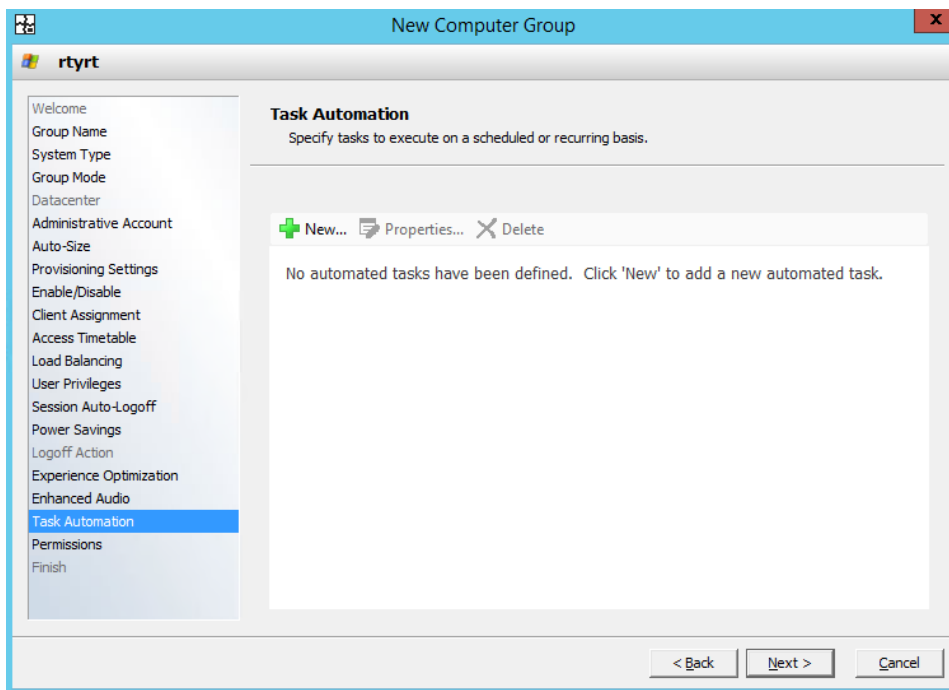 New Computer Group
x
rtyrt
Welcome
Group Name
System Type
Group Mode
Datacenter
Administrative Account
Auto-Size
Provisioning Settings
Enable/Disable
Client Assignment
Access Timetable
Load Balancing
User Privileges
Session Auto-Logoff
Power Savings
Logoff Action
Experience Optimization
Enhanced Audio
Task Automation
Permissions
Finish
Task Automation
Specify tasks to execute on a scheduled or recurring basis.
New... Properties... Delete
No automated tasks have been defined. Click 'New' to add a new automated task.
< Back Next > Cancel